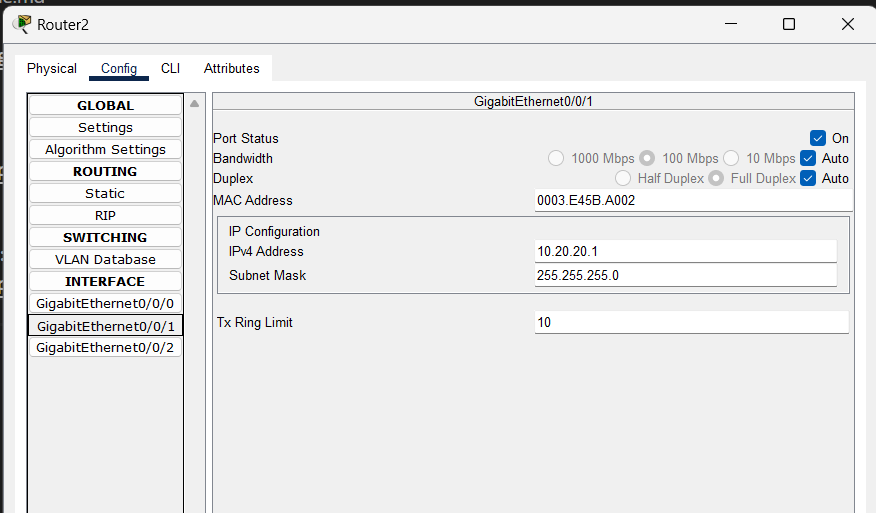 Router2
Physical Config CLI Attributes
GLOBAL
Settings
Algorithm Settings
ROUTING
Static
RIP
SWITCHING
VLAN Database
INTERFACE
GigabitEthernet0/0/0
GigabitEthernet0/0/1
GigabitEthernet0/0/2
GigabitEthernet0/0/1
Port Status On
Bandwidth 1000 Mbps 100 Mbps 10 Mbps Auto
Duplex Half Duplex Full Duplex Auto
MAC Address 0003.E45B.A002
IP Configuration
IPv4 Address 10.20.20.1
Subnet Mask 255.255.255.0
Tx Ring Limit 10